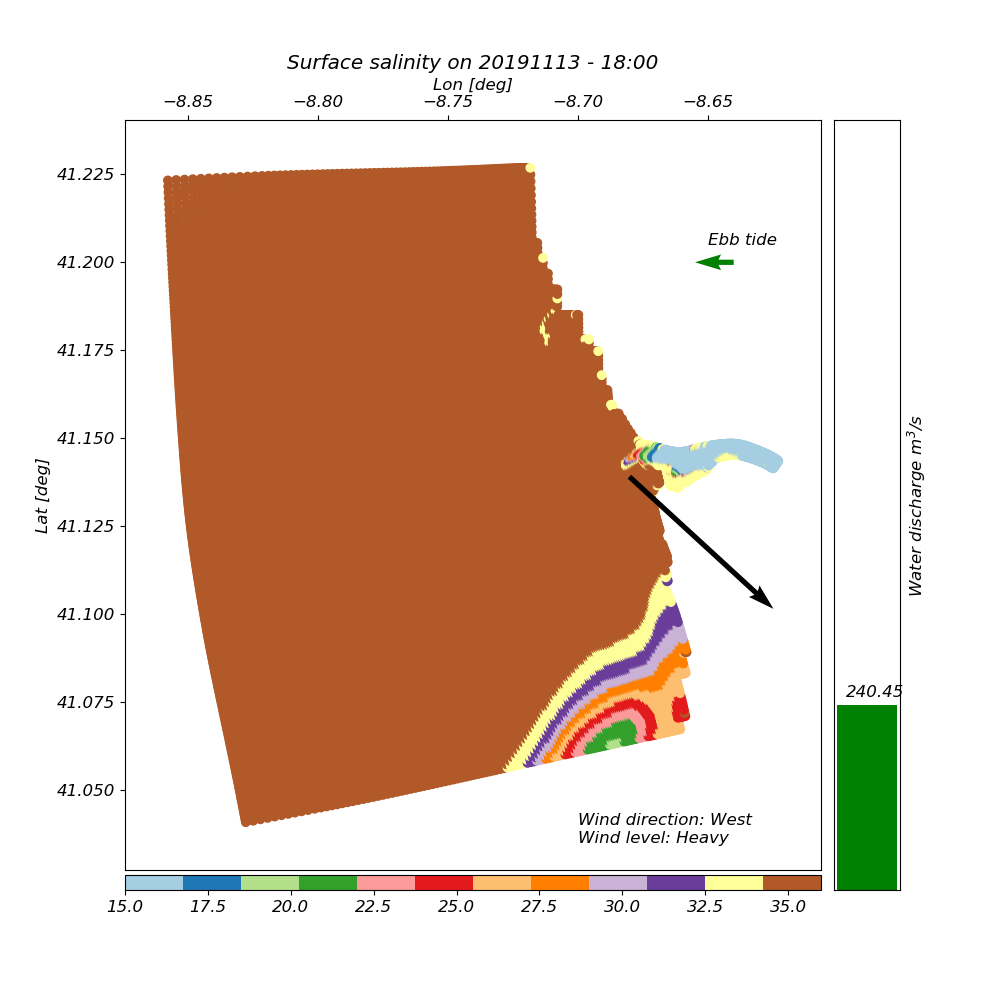 Surface salinity on 20191113 - 18:00
Lon [deg]
−8.85 −8.80 −8.75 −8.70 −8.65
41.225
41.200
41.175
41.150
41.125
41.100
41.075
41.050
Lat [deg]
Ebb tide
Wind direction: West
Wind level: Heavy
15.0 17.5 20.0 22.5 25.0 27.5 30.0 32.5 35.0
240.45
Water discharge m³/s